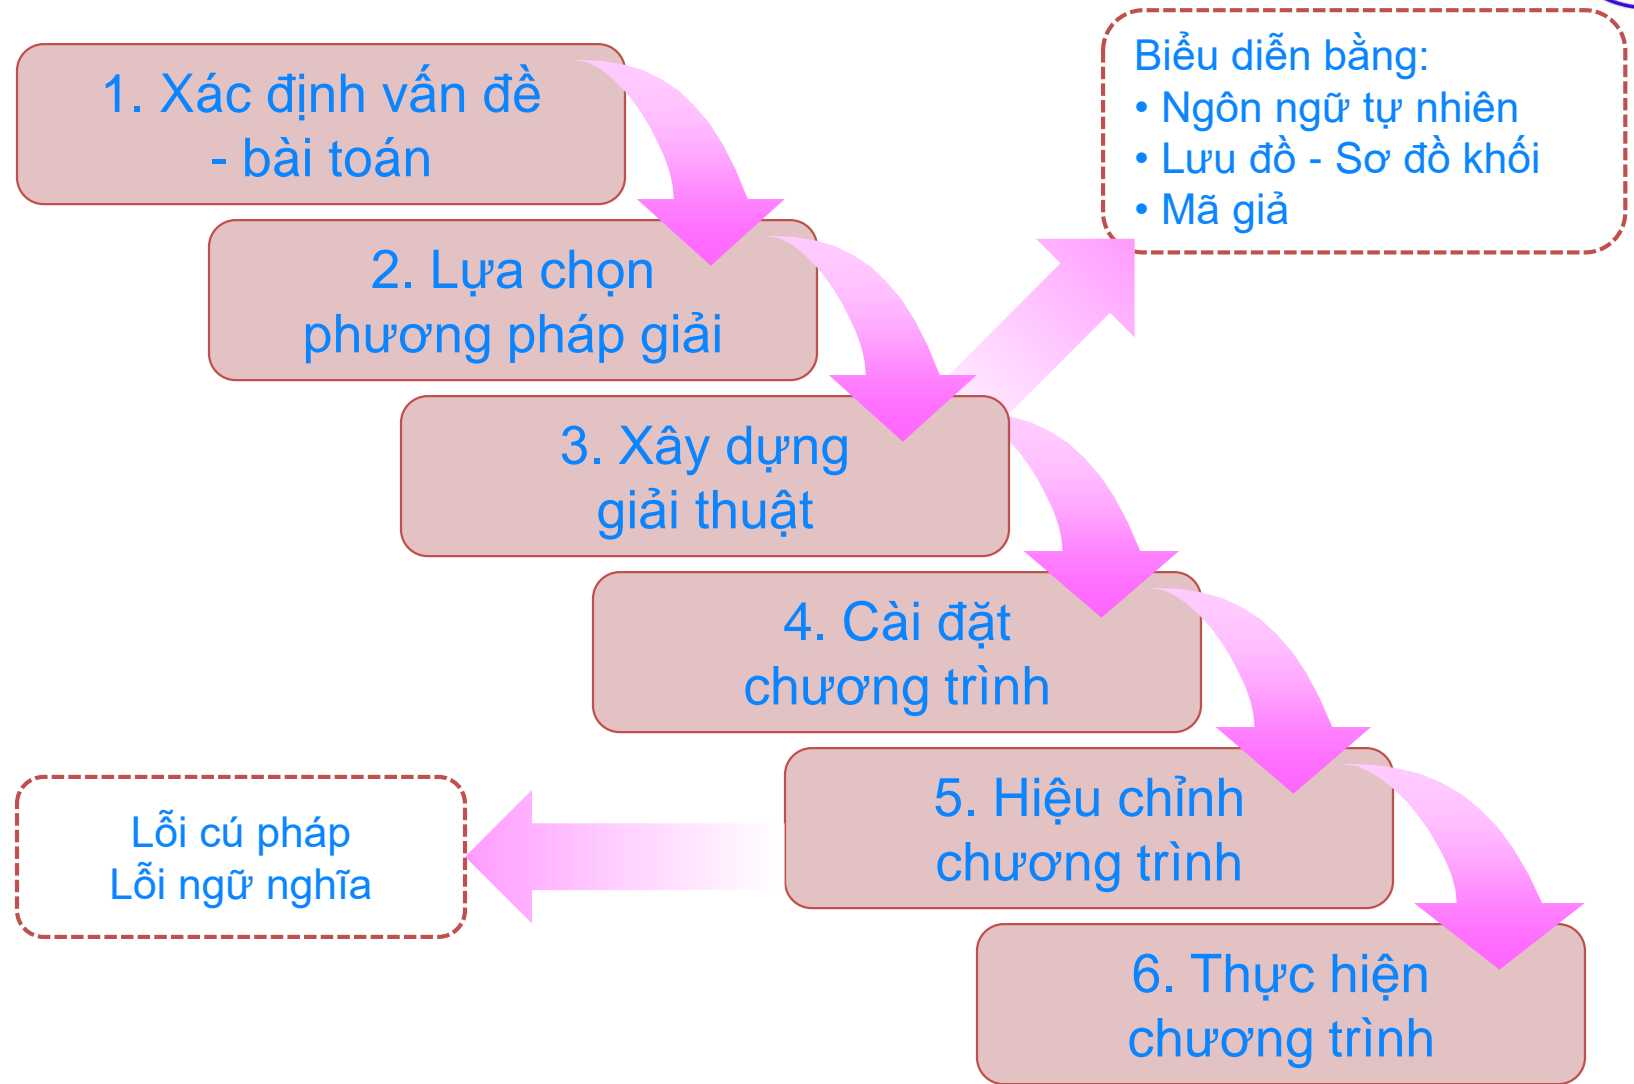 1. Xác định vấn đề
- bài toán
Biểu diễn bằng:
• Ngôn ngữ tự nhiên
• Lưu đồ - Sơ đồ khối
• Mã giả
2. Lựa chọn
phương pháp giải
3. Xây dựng
giải thuật
4. Cài đặt
chương trình
5. Hiệu chỉnh
chương trình
Lỗi cú pháp
Lỗi ngữ nghĩa
6. Thực hiện
chương trình